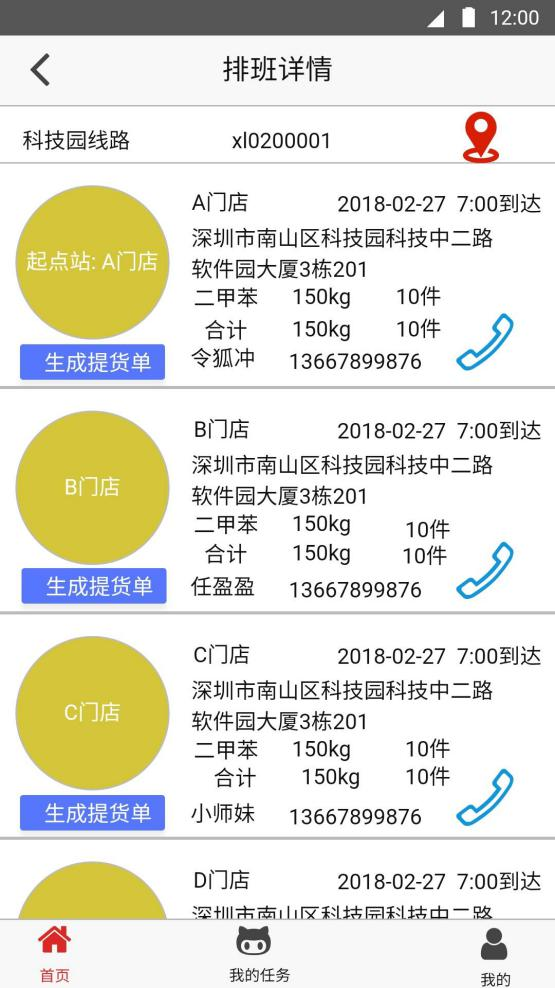 12:00
排班详情
科技园线路 xl0200001
起点站: A门店
生成提货单
A门店 2018-02-27 7:00到达
深圳市南山区科技园科技中二路
软件园大厦3栋201
二甲苯 150kg 10件
合计 150kg 10件
令狐冲 13667899876
B门店
生成提货单
B门店 2018-02-27 7:00到达
深圳市南山区科技园科技中二路
软件园大厦3栋201
二甲苯 150kg 10件
合计 150kg 10件
任盈盈 13667899876
C门店
生成提货单
C门店 2018-02-27 7:00到达
深圳市南山区科技园科技中二路
软件园大厦3栋201
二甲苯 150kg 10件
合计 150kg 10件
小师妹 13667899876
D门店 2018-02-27 7:00到达
深圳市南山区科技园科技中二路
首页 我的任务 我的